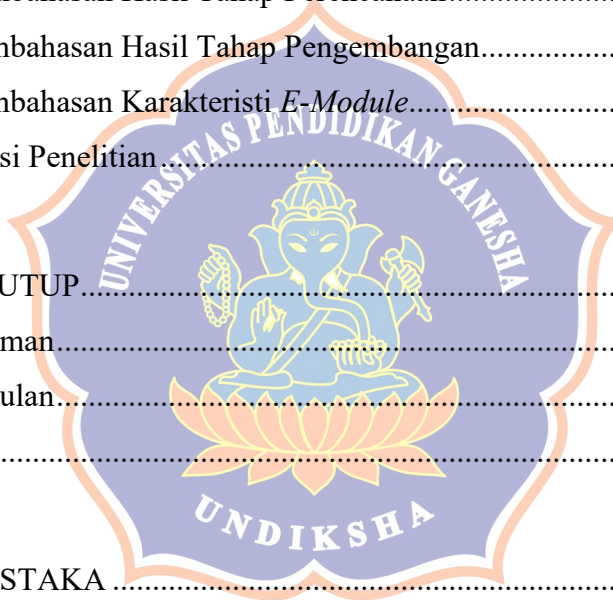 mbahasan Hasil Tahap Pengembangan
mbahasan Karakteristi E-Module
si Penelitian
UNIVERSITAS PENDIDIKAN GANESHA
UTUP
man
ulan
UNDIKSHA
STAKA